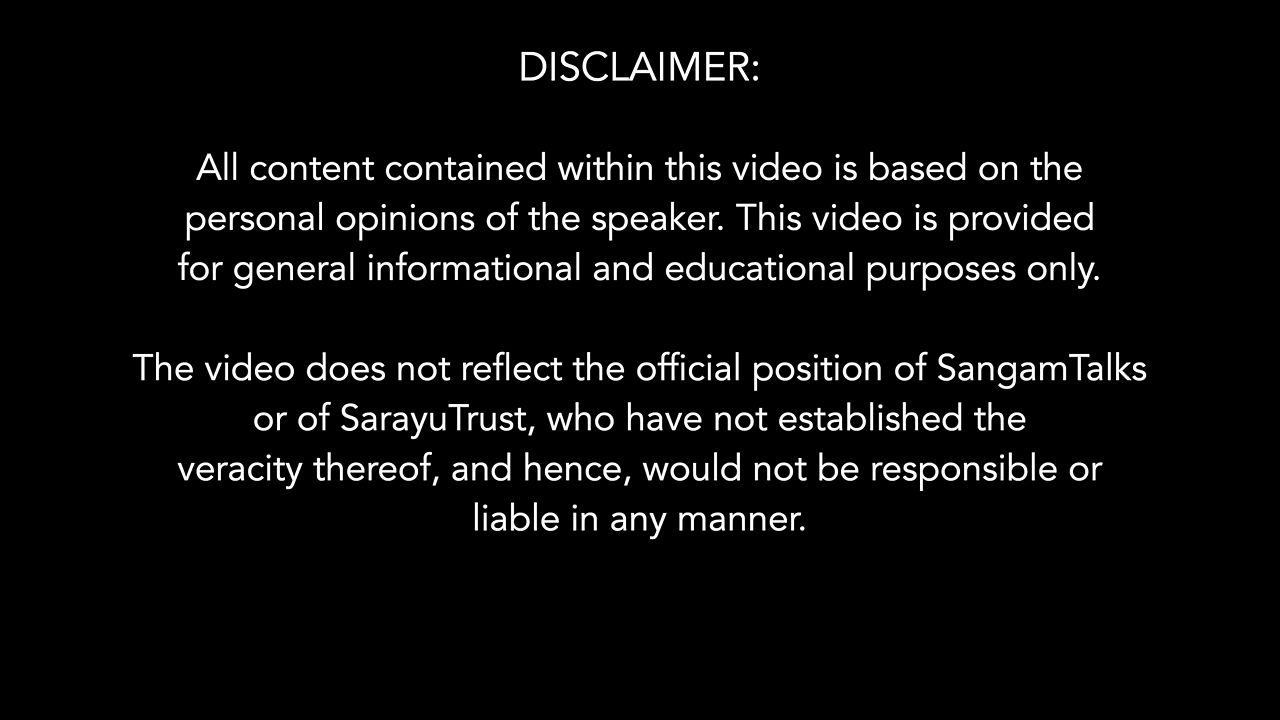 DISCLAIMER:
All content contained within this video is based on the
personal opinions of the speaker. This video is provided
for general informational and educational purposes only.
The video does not reflect the official position of SangamTalks
or of SarayuTrust, who have not established the
veracity thereof, and hence, would not be responsible or
liable in any manner.